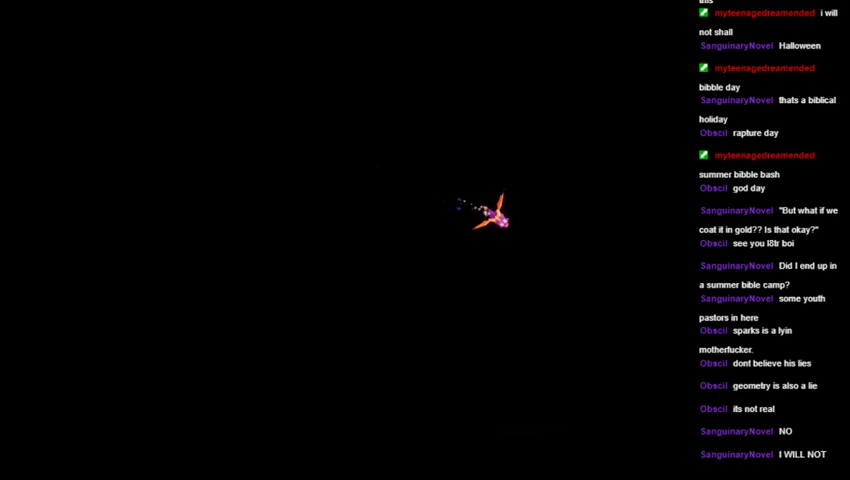 this
myteenagedreamended i will
not shall
SanguinaryNovel Halloween
myteenagedreamended
bibble day
SanguinaryNovel thats a biblical
holiday
Obscil rapture day
myteenagedreamended
summer bibble bash
Obscil god day
SanguinaryNovel "But what if we
coat it in gold?? Is that okay?"
Obscil see you l8tr boi
SanguinaryNovel Did I end up in
a summer bible camp?
SanguinaryNovel some youth
pastors in here
Obscil sparks is a lyin
motherfucker.
Obscil dont believe his lies
Obscil geometry is also a lie
Obscil its not real
SanguinaryNovel NO
SanguinaryNovel I WILL NOT